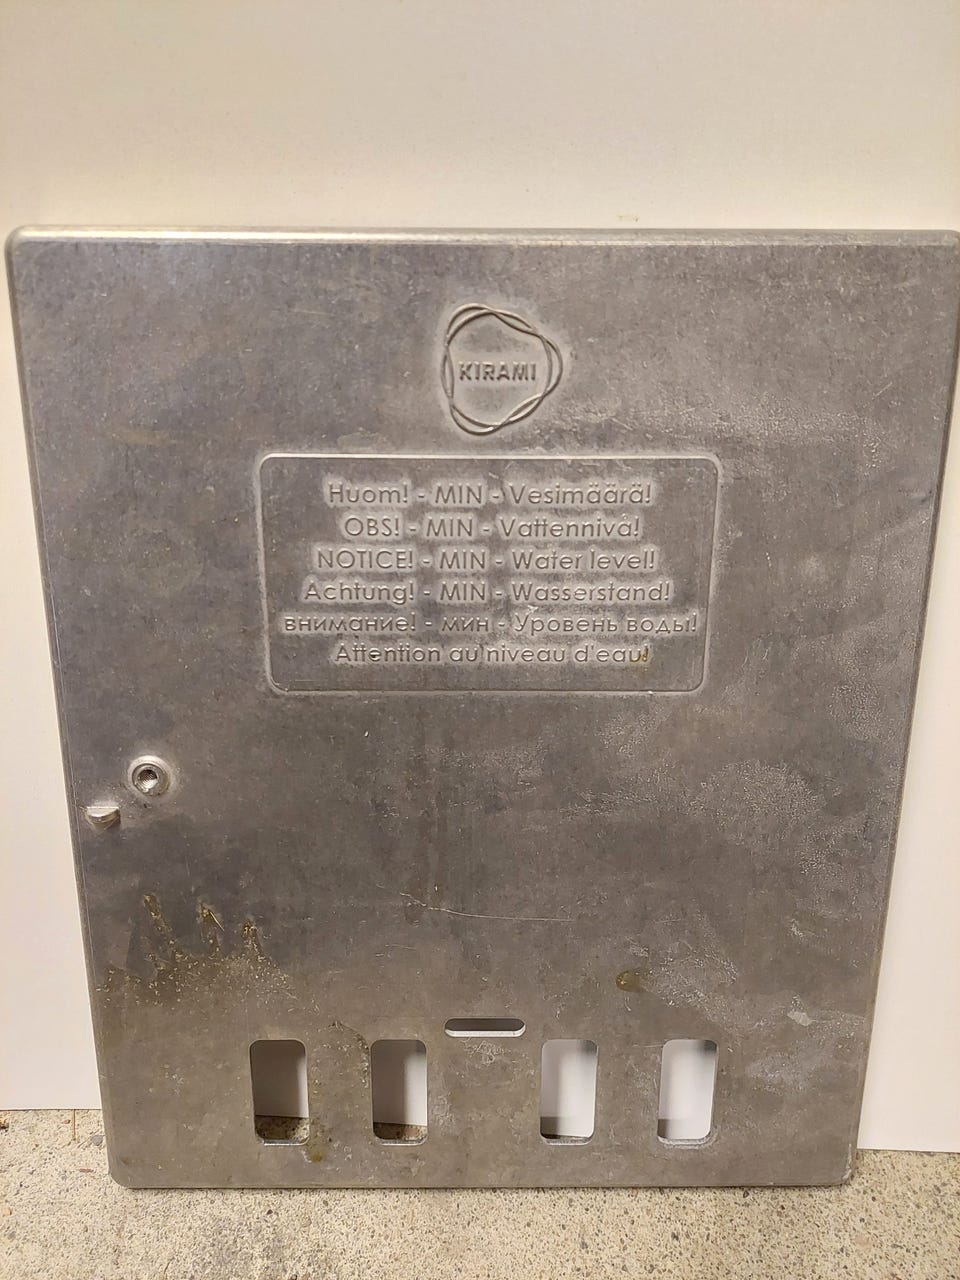 KIRAMI
Huom! - MIN - Vesimäärä!
OBS! - MIN - Vattennivå!
NOTICE! - MIN - Water level!
Achtung! - MIN - Wasserstand!
внимание! - мин - Уровень воды!
Attention au niveau d'eau!